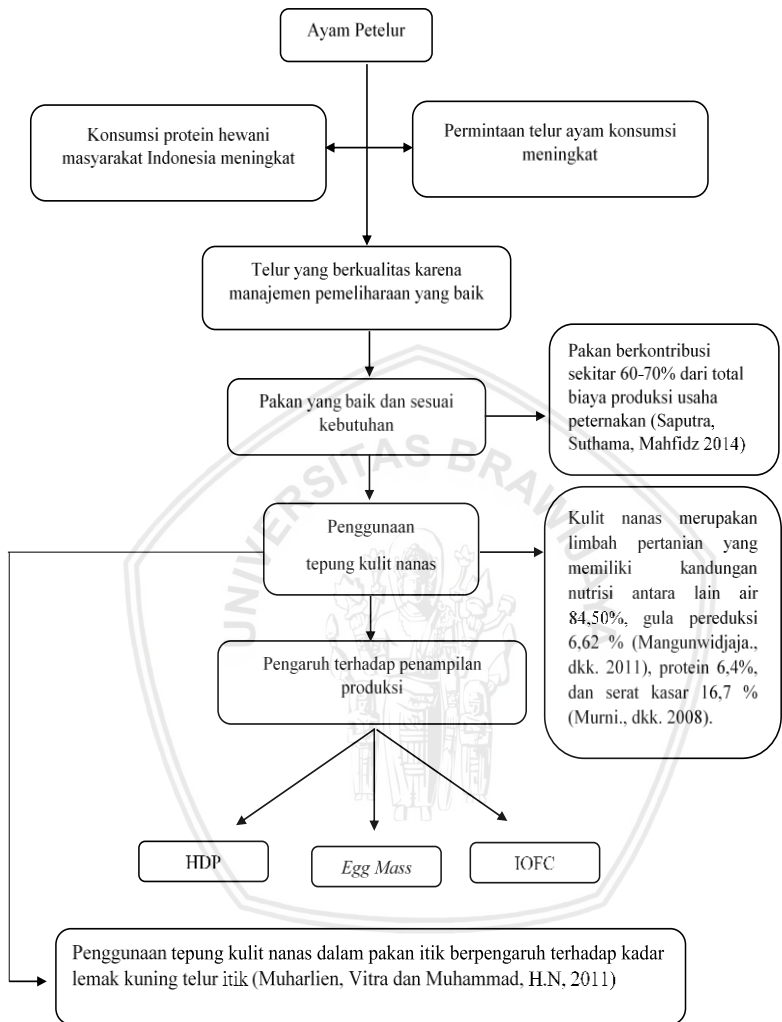 Ayam Petelur
Konsumsi protein hewani
masyarakat Indonesia meningkat
Permintaan telur ayam konsumsi
meningkat
Telur yang berkualitas karena
manajemen pemeliharaan yang baik
Pakan yang baik dan sesuai
kebutuhan
Pakan berkontribusi
sekitar 60-70% dari total
biaya produksi usaha
peternakan (Saputra,
Suthama, Mahfidz 2014)
Penggunaan
tepung kulit nanas
Kulit nanas merupakan
limbah pertanian yang
memiliki kandungan
nutrisi antara lain air
84,50%, gula pereduksi
6,62 % (Mangunwidjaja.,
dkk. 2011), protein 6,4%,
dan serat kasar 16,7 %
(Murni., dkk. 2008).
Pengaruh terhadap penampilan
produksi
HDP
Egg Mass
IOFC
Penggunaan tepung kulit nanas dalam pakan itik berpengaruh terhadap kadar
lemak kuning telur itik (Muharlien, Vitra dan Muhammad, H.N, 2011)
UNIVERSITAS BRAWIJAYA